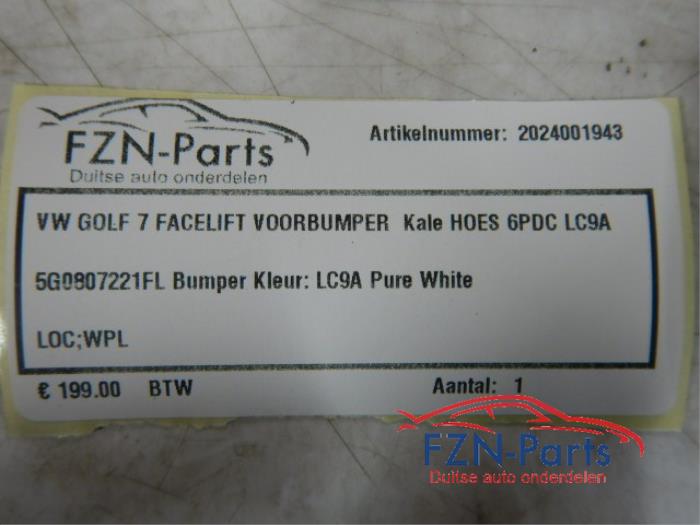 FZN-Parts
Duitse auto onderdelen
Artikelnummer: 2024001943
VW GOLF 7 FACELIFT VOORBUMPER Kale HOES 6PDC LC9A
5G0807221FL Bumper Kleur: LC9A Pure White
LOC;WPL
€ 199.00 BTW Aantal: 1
FZN-Parts
Duitse auto onderdelen